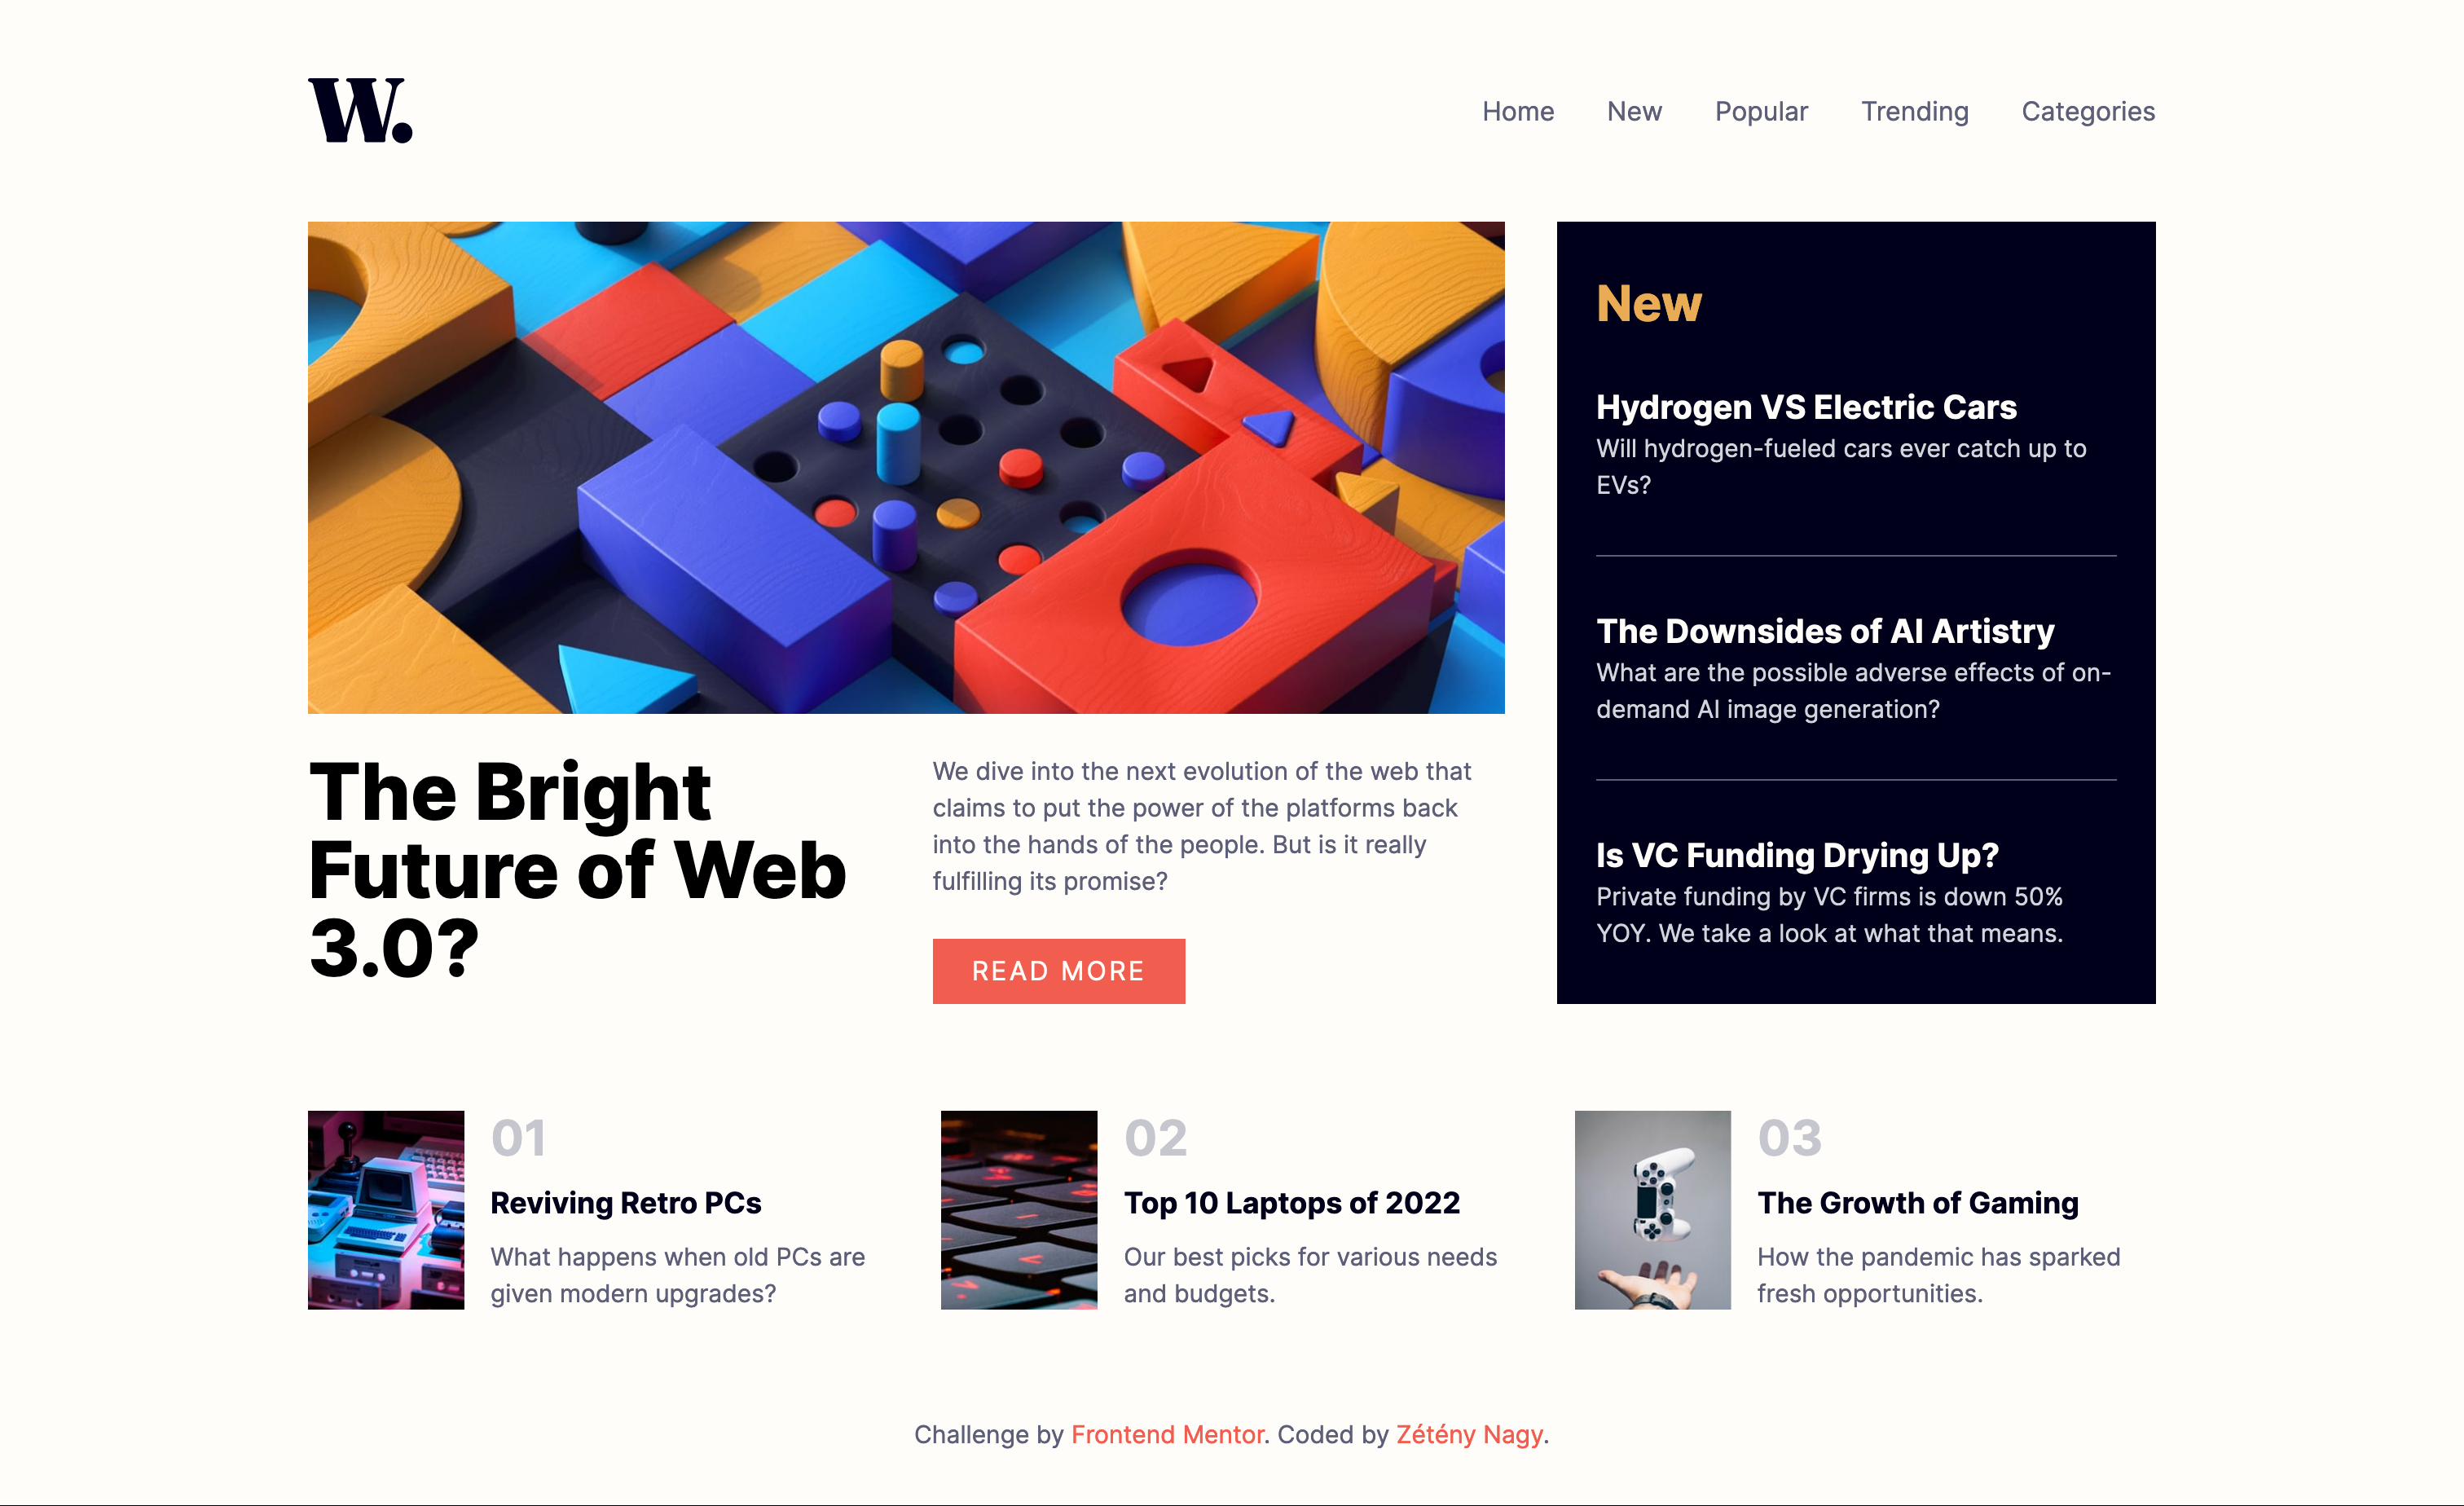 W.
Home New Popular Trending Categories
The Bright
Future of Web
3.0?
We dive into the next evolution of the web that
claims to put the power of the platforms back
into the hands of the people. But is it really
fulfilling its promise?
READ MORE
New
Hydrogen VS Electric Cars
Will hydrogen-fueled cars ever catch up to
EVs?
The Downsides of AI Artistry
What are the possible adverse effects of on-
demand AI image generation?
Is VC Funding Drying Up?
Private funding by VC firms is down 50%
YOY. We take a look at what that means.
01
Reviving Retro PCs
What happens when old PCs are
given modern upgrades?
02
Top 10 Laptops of 2022
Our best picks for various needs
and budgets.
03
The Growth of Gaming
How the pandemic has sparked
fresh opportunities.
Challenge by Frontend Mentor. Coded by Zétény Nagy.